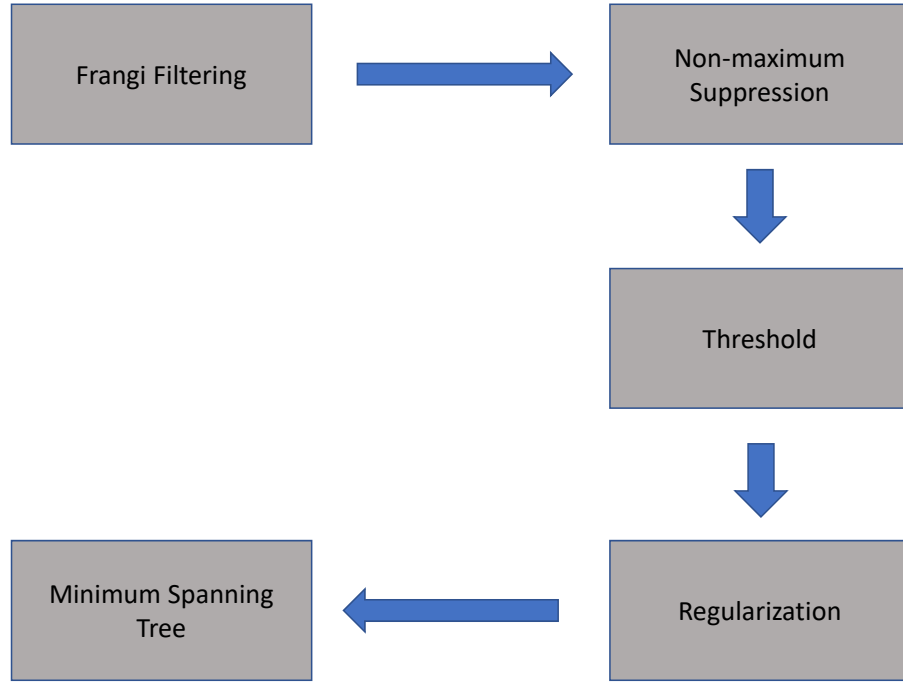 Frangi Filtering
Non-maximum
Suppression
Threshold
Regularization
Minimum Spanning
Tree